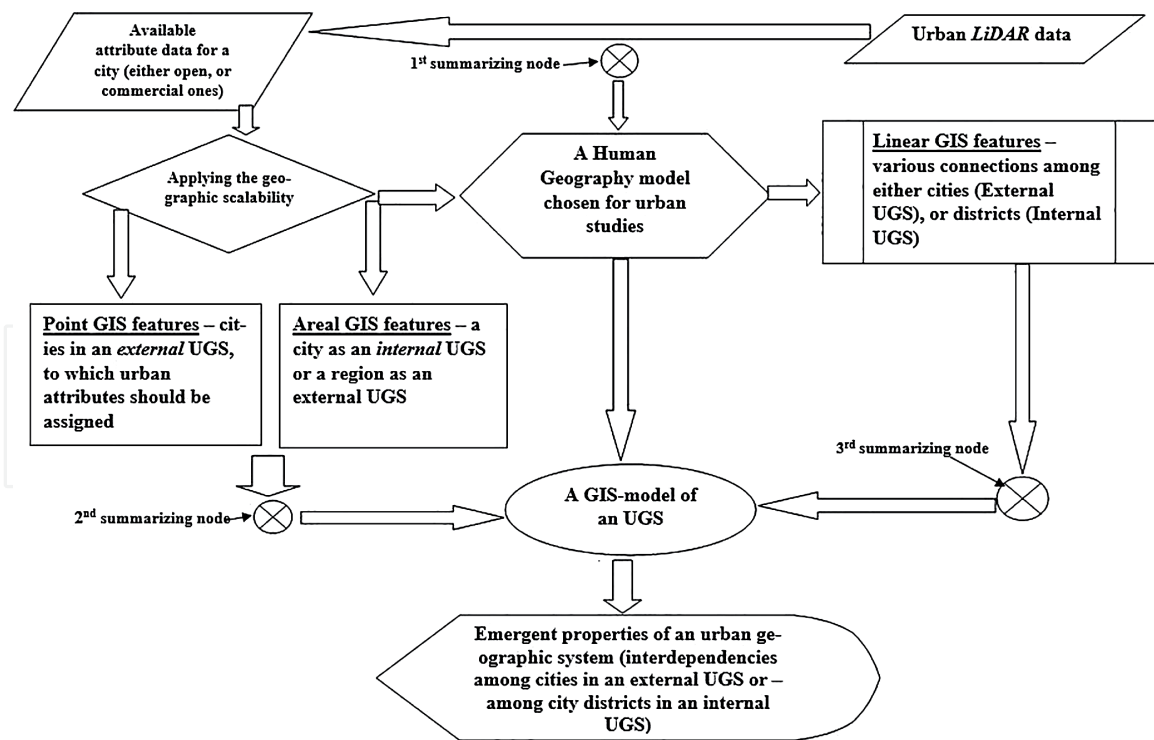 Available
attribute data for a
city (either open, or
commercial ones)
Urban LiDAR data
1st summarizing node
Applying the geo-
graphic scalability
A Human
Geography model
chosen for urban
studies
Linear GIS features –
various connections among
either cities (External
UGS), or districts (Internal
UGS)
Point GIS features – cit-
ies in an external UGS,
to which urban
attributes should be
assigned
Areal GIS features – a
city as an internal UGS
or a region as an
external UGS
3rd summarizing node
2nd summarizing node
A GIS-model of
an UGS
Emergent properties of an urban ge-
ographic system (interdependencies
among cities in an external UGS or –
among city districts in an internal
UGS)